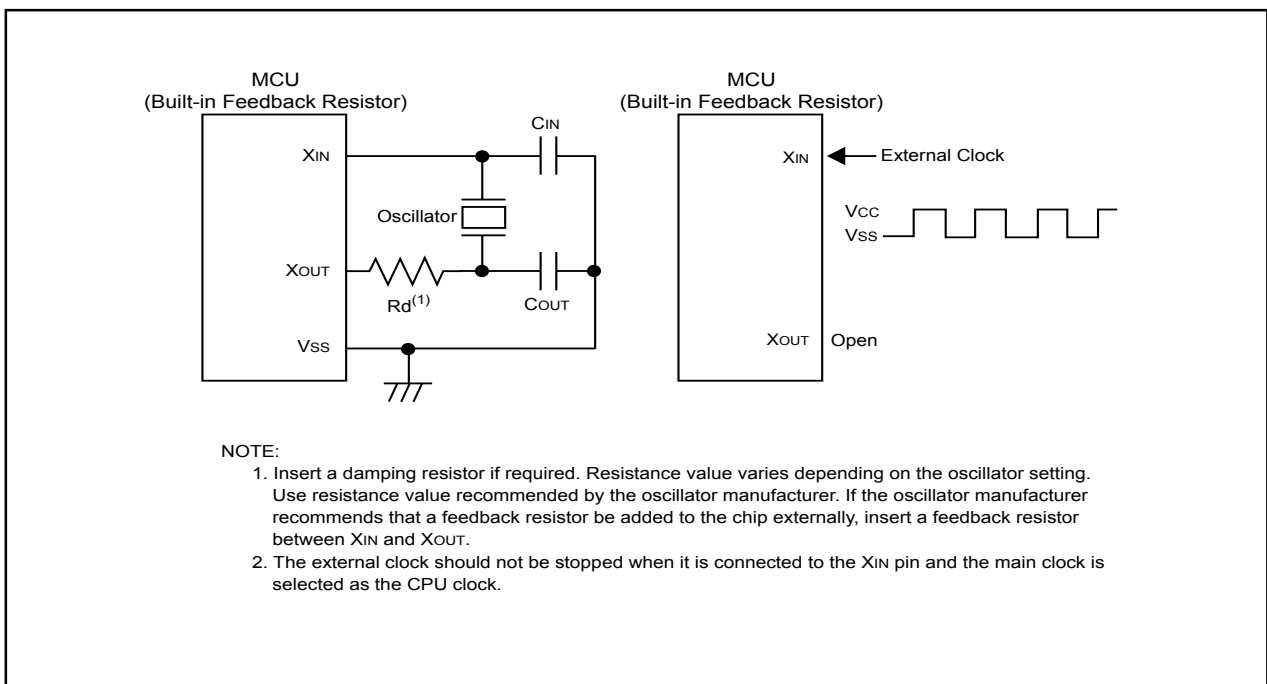 MCU
(Built-in Feedback Resistor)
XIN
CIN
Oscillator
XOUT
Rd(1)
COUT
VSS
MCU
(Built-in Feedback Resistor)
XIN
External Clock
VCC
VSS
XOUT
Open
NOTE:
1. Insert a damping resistor if required. Resistance value varies depending on the oscillator setting.
Use resistance value recommended by the oscillator manufacturer. If the oscillator manufacturer
recommends that a feedback resistor be added to the chip externally, insert a feedback resistor
between XIN and XOUT.
2. The external clock should not be stopped when it is connected to the XIN pin and the main clock is
selected as the CPU clock.